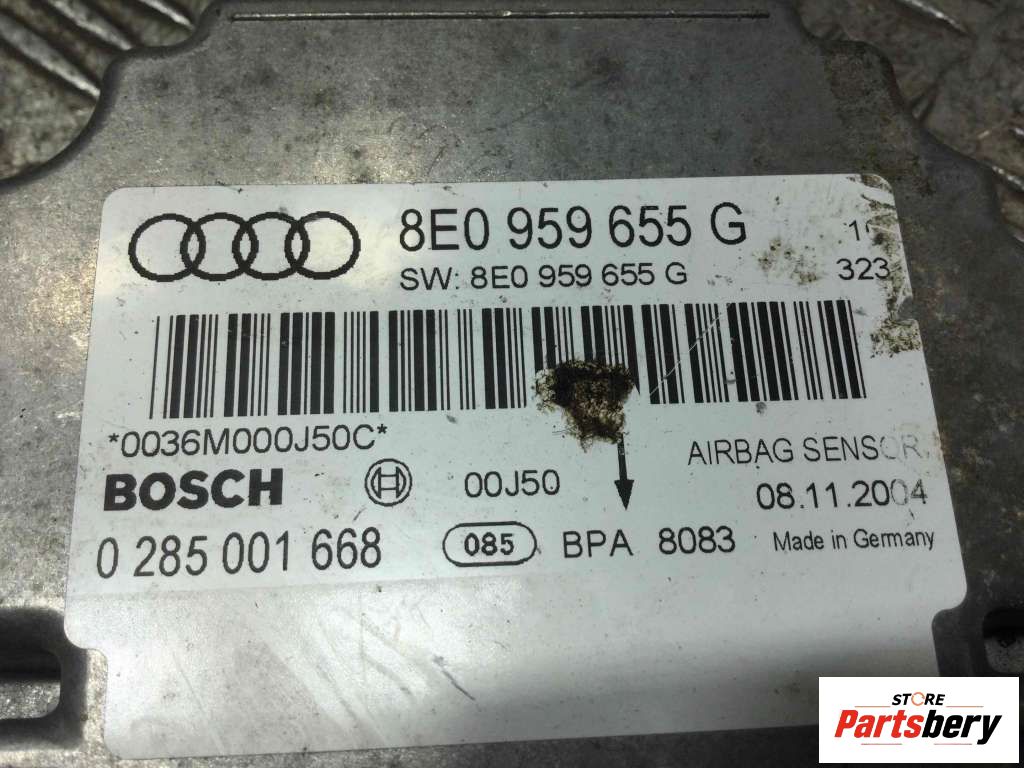 8E0 959 655 G
SW: 8E0 959 655 G 323
*0036M000J50C*
AIRBAG SENSOR
BOSCH 00J50 08.11.2004
0 285 001 668 085 BPA 8083 Made in Germany
STORE
Partsbery